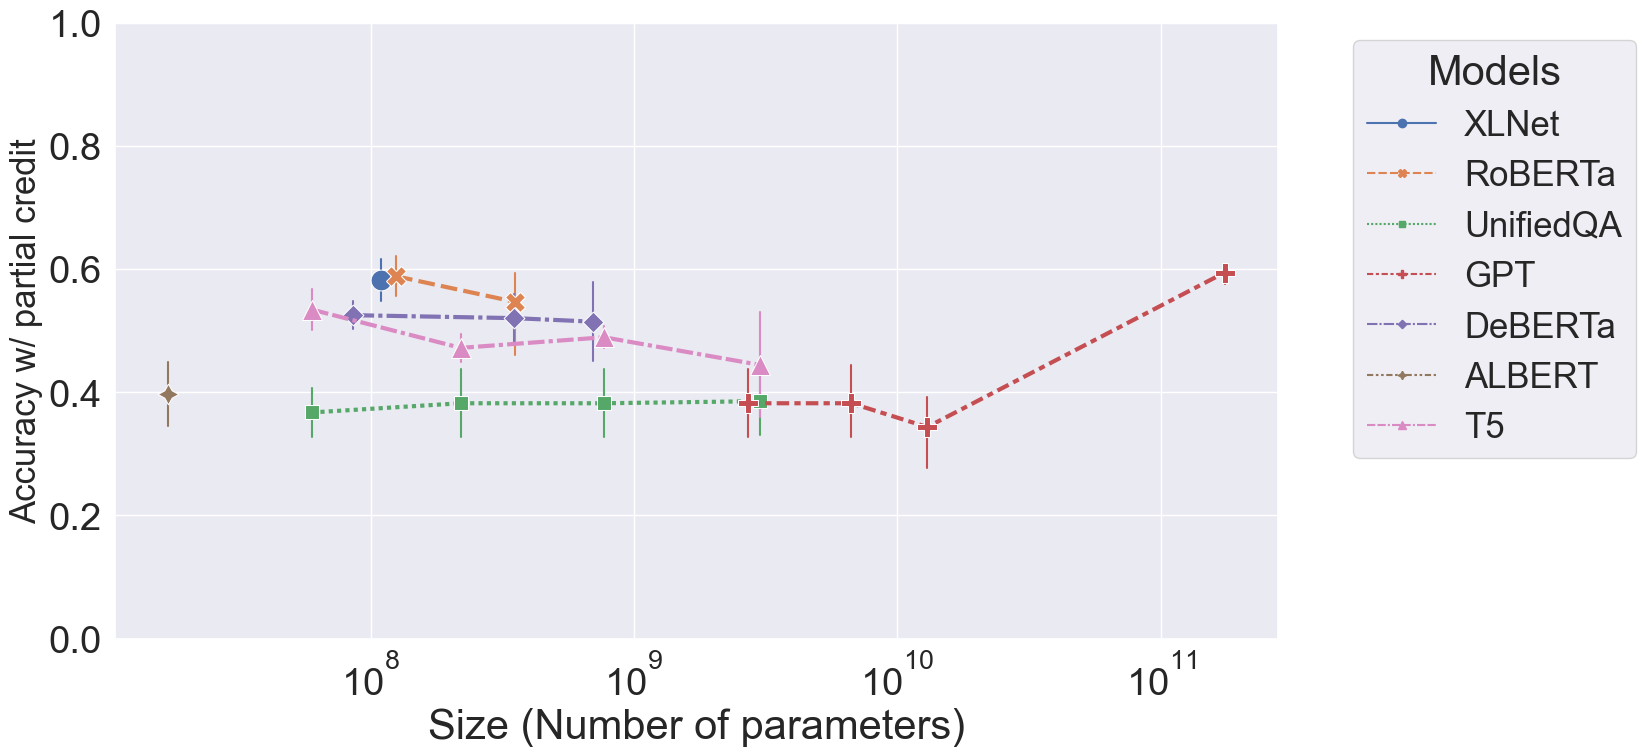 1.0
0.8
0.6
0.4
0.2
0.0
Accuracy w/ partial credit
10^8
10^9
10^10
10^11
Size (Number of parameters)
Models
XLNet
RoBERTa
UnifiedQA
GPT
DeBERTa
ALBERT
T5